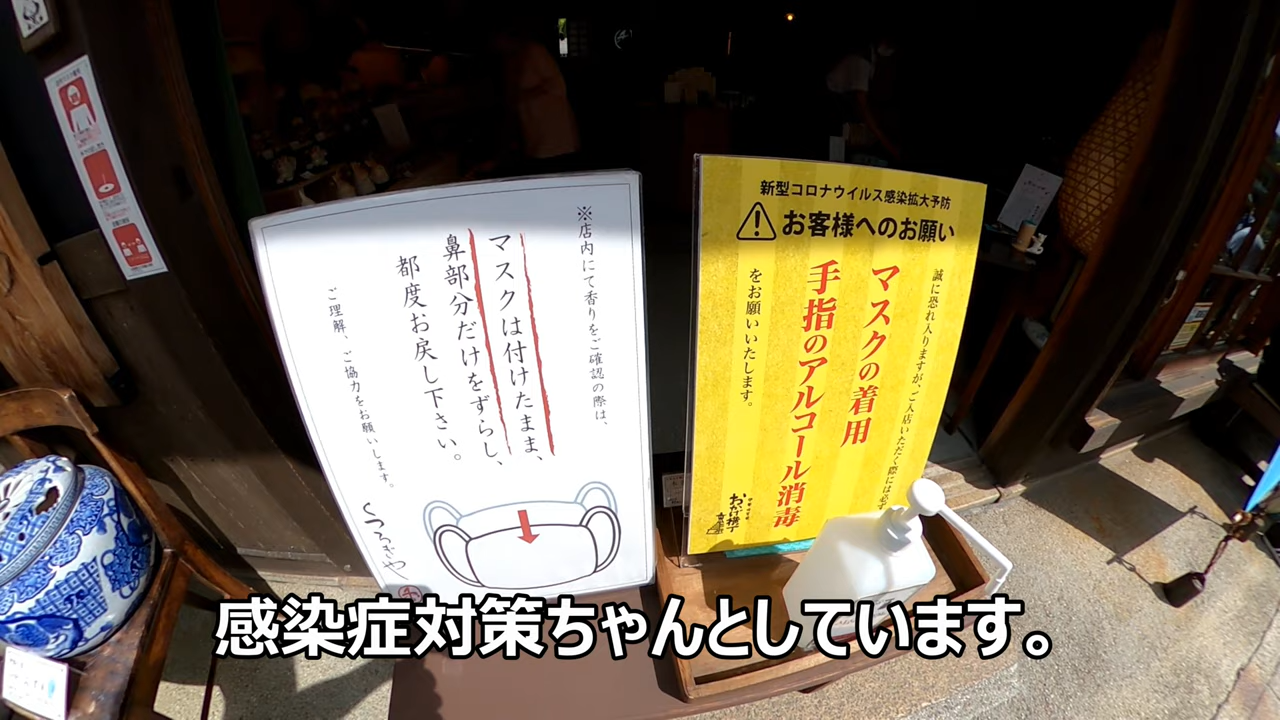 ※店内にて香りをご確認の際は、
マスクは付けたまま、
鼻部分だけをずらし、
都度お戻し下さい。
ご理解、ご協力をお願いします。
くつろぎや
新型コロナウイルス感染拡大予防
お客様へのお願い
誠に恐れ入りますが、ご入店いただく際には必ず
マスクの着用
手指のアルコール消毒
をお願いいたします。
おかげ横丁
感染症対策ちゃんとしています。